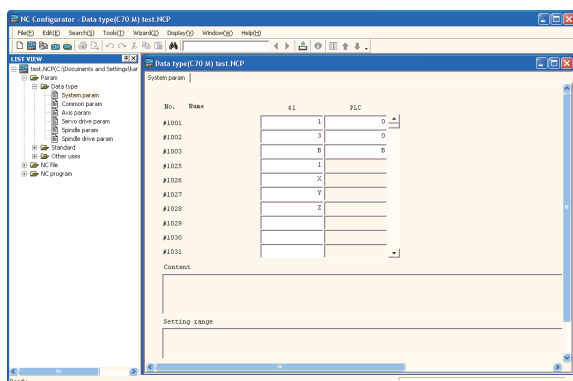 NC Configurator - Data type(C70 M) test.NCP
File(F) Edit(E) Search(S) Tools(T) Wizard(Z) Display(V) Window(W) Help(H)
LIST VIEW
test.NCP(C:\Documents and Settings\kar
Param
Data type
System param
Common param
Axis param
Servo drive param
Spindle param
Spindle drive param
Standard
Other uses
NC file
NC program
Data type(C70 M) test.NCP
System param
No. Name $1 PLC
#1001 1 0
#1002 3 0
#1003 B B
#1025 1
#1026 X
#1027 Y
#1028 Z
#1029
#1030
#1031
Content
Setting range
Ready